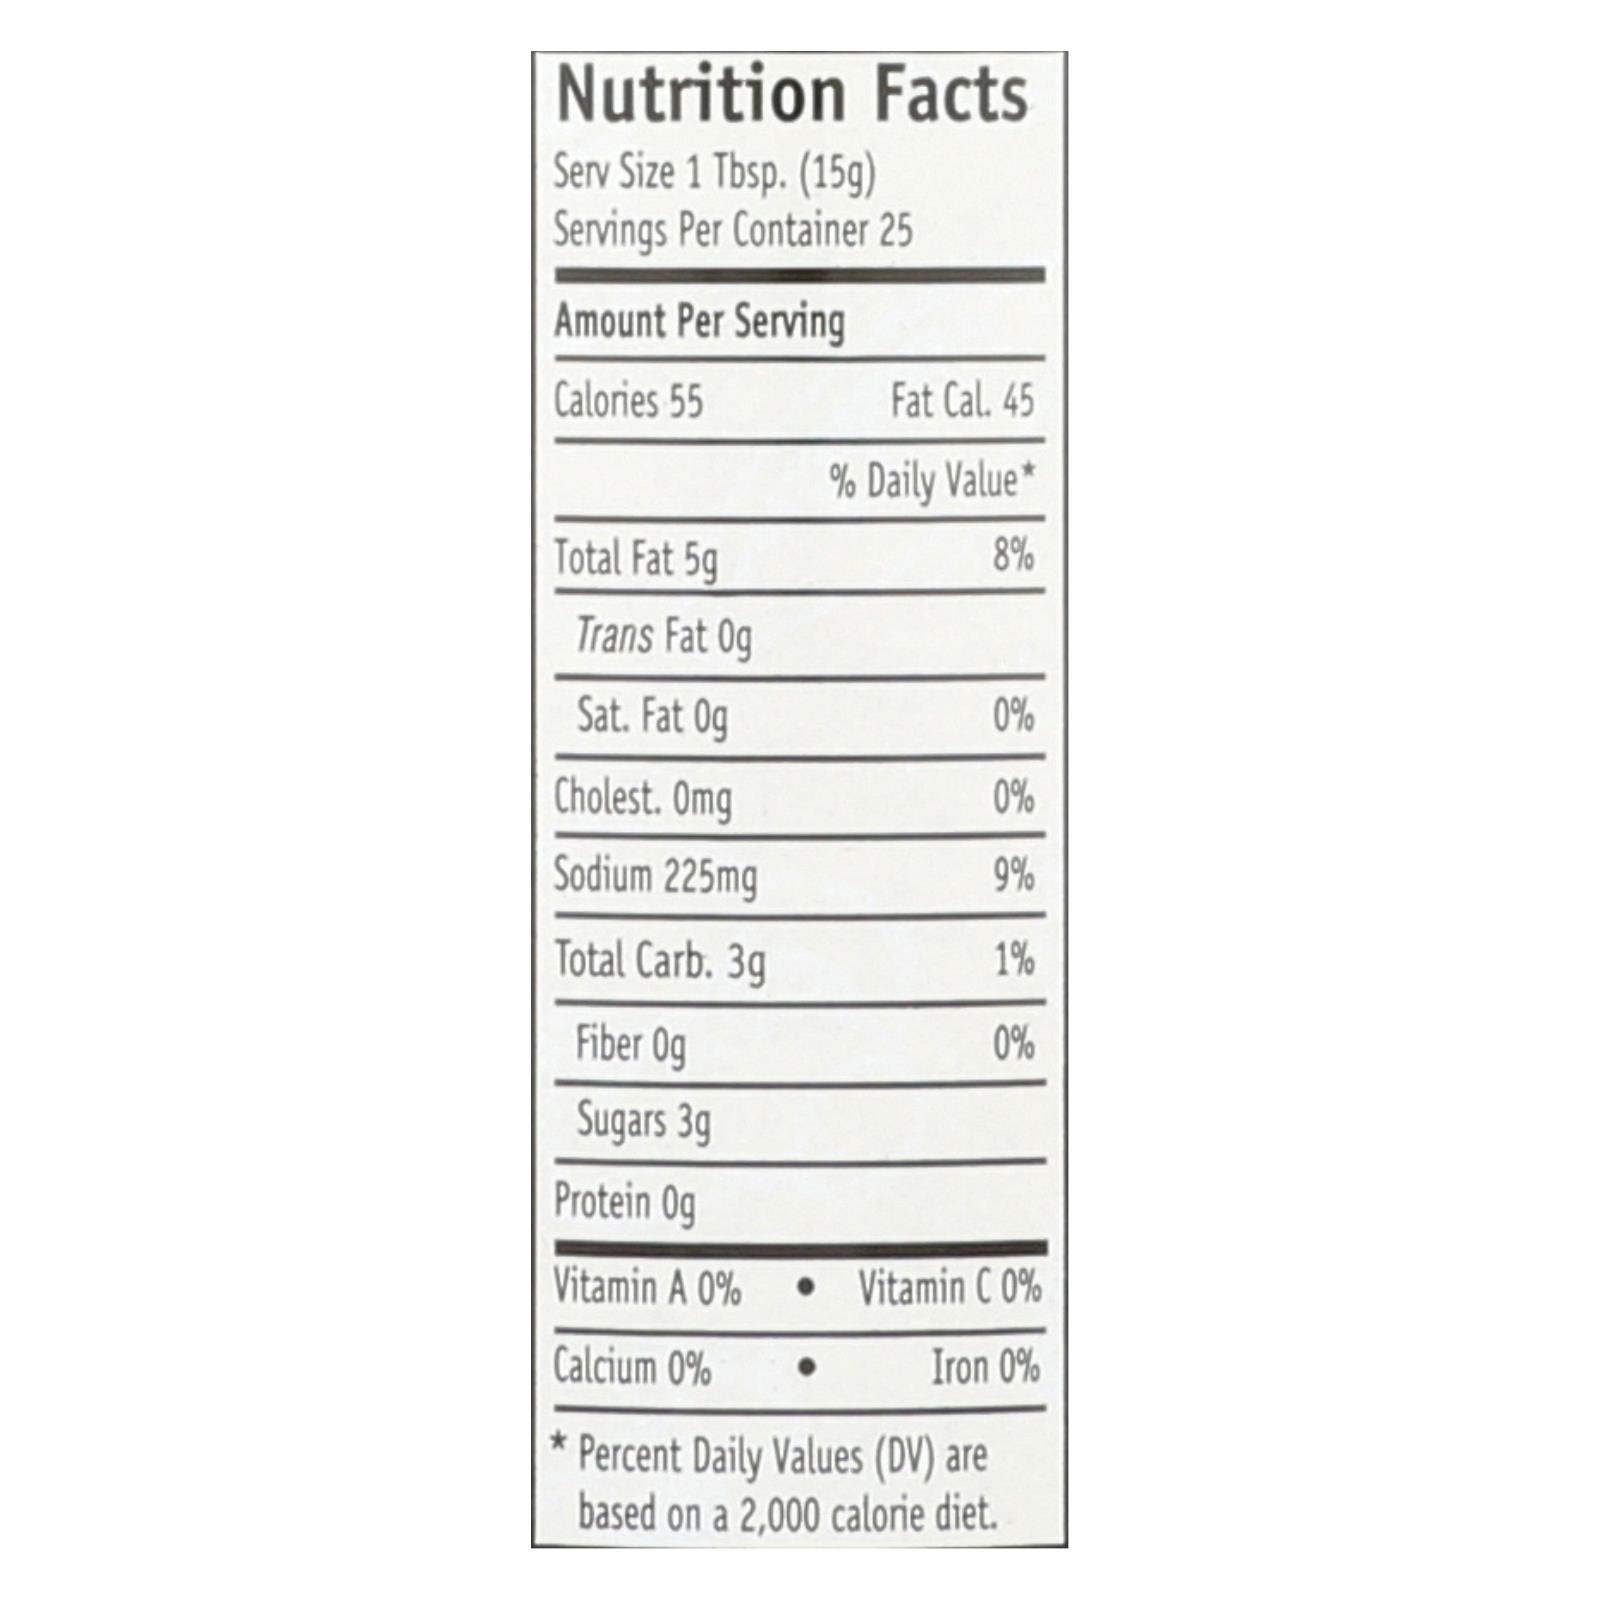 Nutrition Facts
Serv Size 1 Tbsp. (15g)
Servings Per Container 25
Amount Per Serving
Calories 55 Fat Cal. 45
% Daily Value*
Total Fat 5g 8%
Trans Fat 0g
Sat. Fat 0g 0%
Cholest. 0mg 0%
Sodium 225mg 9%
Total Carb. 3g 1%
Fiber 0g 0%
Sugars 3g
Protein 0g
Vitamin A 0% • Vitamin C 0%
Calcium 0% • Iron 0%
* Percent Daily Values (DV) are
based on a 2,000 calorie diet.